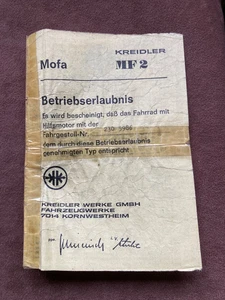 KREIDLER
Mofa MF 2
Betriebserlaubnis
Es wird bescheinigt, daß das Fahrrad mit
Hilfsmotor mit der
Fahrgestell-Nr.
dem durch diese Betriebserlaubnis
genehmigten Typ entspricht
KREIDLER WERKE GMBH
FAHRZEUGWERKE
7014 KORNWESTHEIM
ppa.